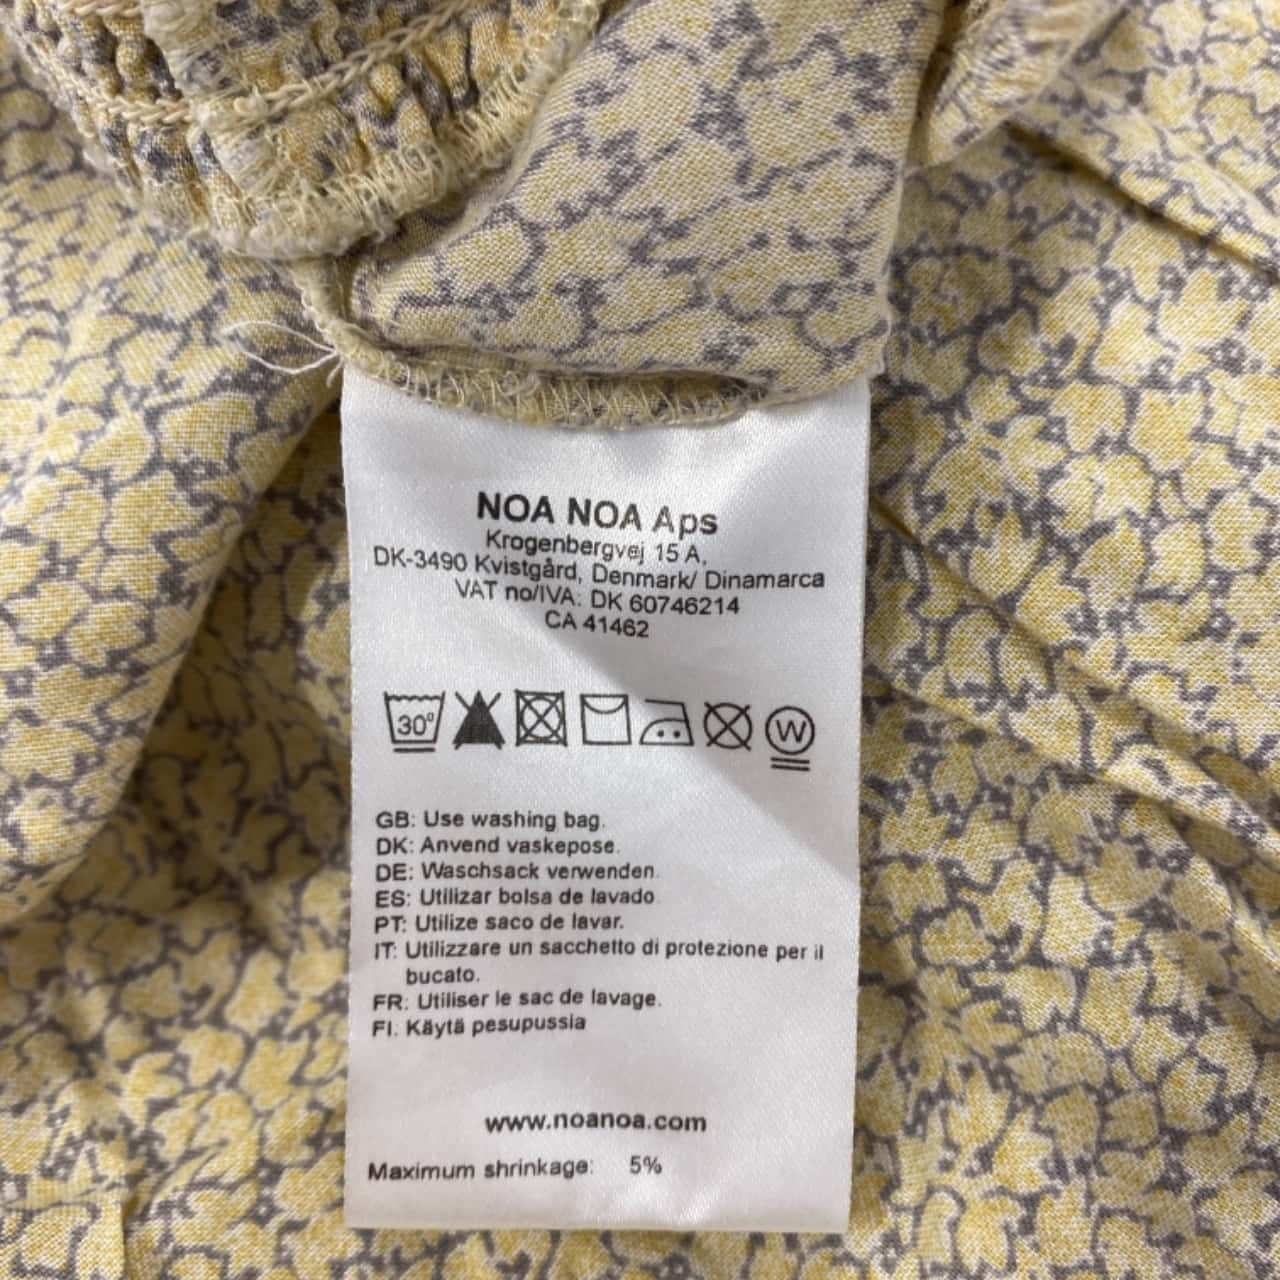 NOA NOA Aps
Krogenbergvej 15 A,
DK-3490 Kvistgård, Denmark/ Dinamarca
VAT no/IVA: DK 60746214
CA 41462
30° W
GB: Use washing bag.
DK: Anvend vaskepose.
DE: Waschsack verwenden.
ES: Utilizar bolsa de lavado
PT: Utilize saco de lavar.
IT: Utilizzare un sacchetto di protezione per il
bucato.
FR: Utiliser le sac de lavage.
FI: Käytä pesupussia
www.noanoa.com
Maximum shrinkage: 5%